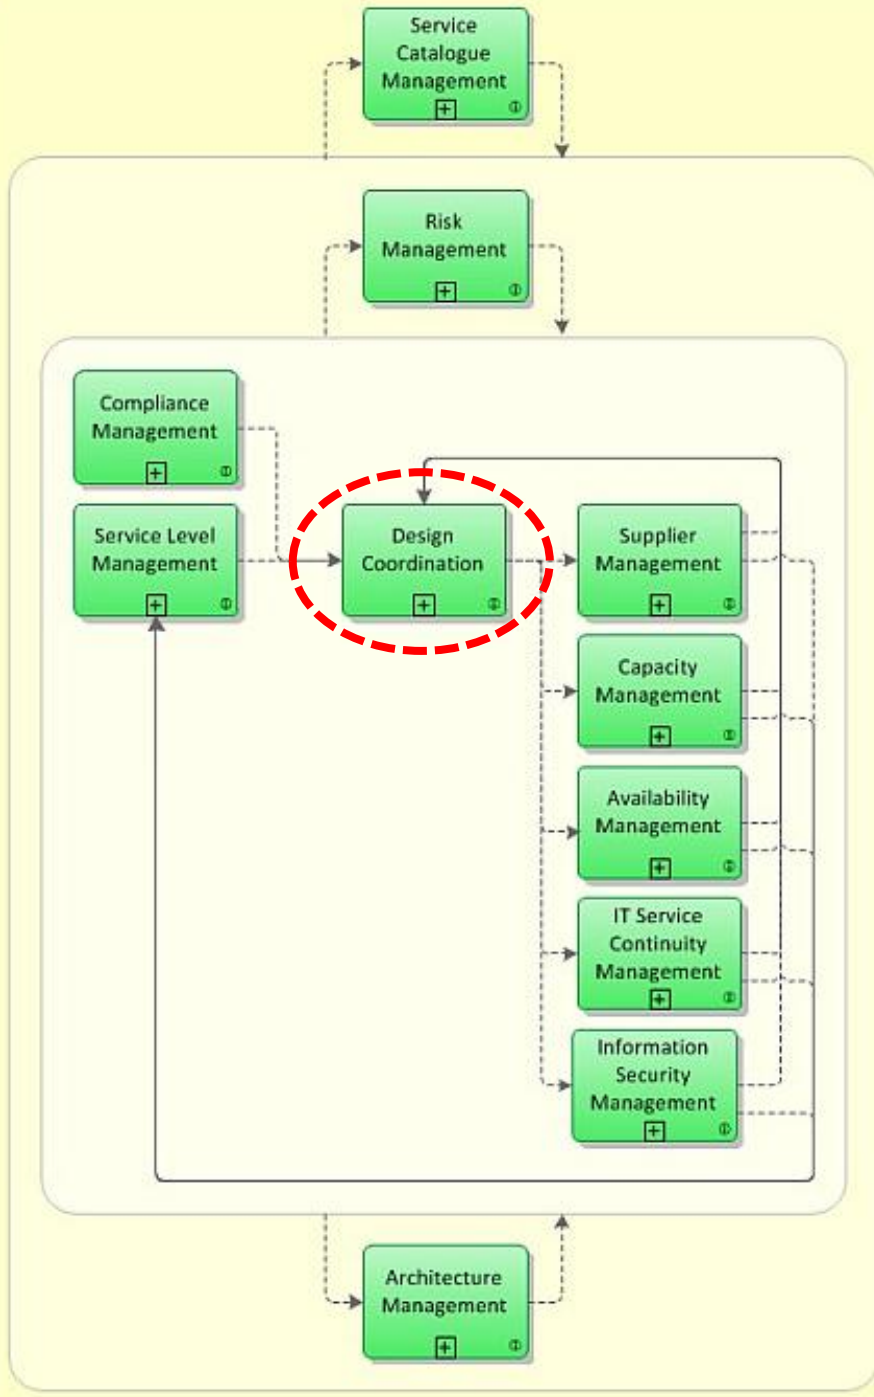 Service
Catalogue
Management
Risk
Management
Compliance
Management
Service Level
Management
Design
Coordination
Supplier
Management
Capacity
Management
Availability
Management
IT Service
Continuity
Management
Information
Security
Management
Architecture
Management